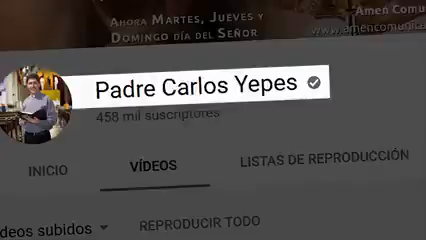 Ahora Martes, Jueves y
Domingo día del Señor
Amen Comu
www.amencomunica
Padre Carlos Yepes
458 mil suscriptores
INICIO
VÍDEOS
LISTAS DE REPRODUCCIÓN
deos subidos
REPRODUCIR TODO